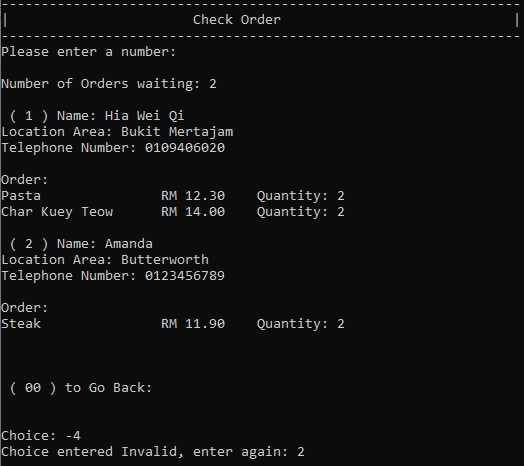 -----------------------------------------------------------------
|                       Check Order                             |
-----------------------------------------------------------------
Please enter a number:

Number of Orders waiting: 2

 ( 1 ) Name: Hia Wei Qi
Location Area: Bukit Mertajam
Telephone Number: 0109406020

Order:
Pasta               RM 12.30    Quantity: 2
Char Kuey Teow      RM 14.00    Quantity: 2

 ( 2 ) Name: Amanda
Location Area: Butterworth
Telephone Number: 0123456789

Order:
Steak               RM 11.90    Quantity: 2

 ( 00 ) to Go Back:

Choice: -4
Choice entered Invalid, enter again: 2